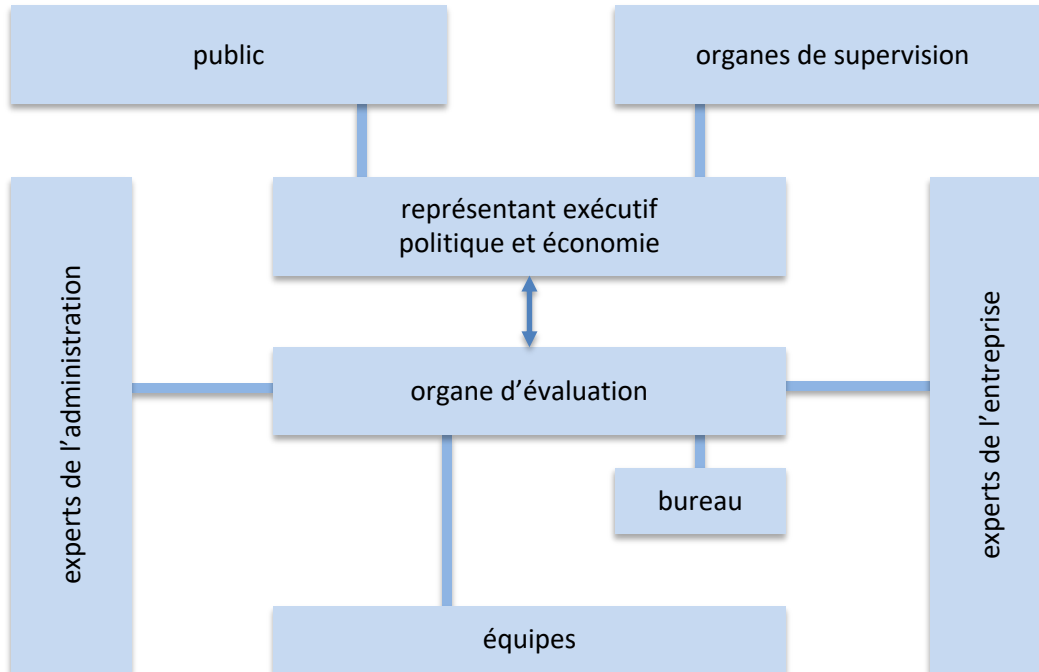 public
organes de supervision
représentant exécutif
politique et économie
experts de l’administration
organe d’évaluation
experts de l’entreprise
bureau
équipes